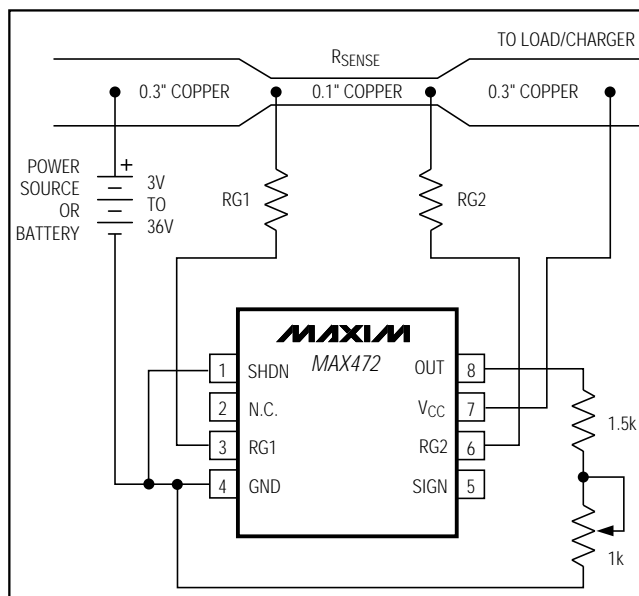 TO LOAD/CHARGER
RSENSE
0.3" COPPER
0.1" COPPER
0.3" COPPER
POWER
SOURCE
OR
BATTERY
+
3V
TO
36V
RG1
RG2
MAXIM
MAX472
1 SHDN
2 N.C.
3 RG1
4 GND
OUT 8
VCC 7
RG2 6
SIGN 5
1.5k
1k